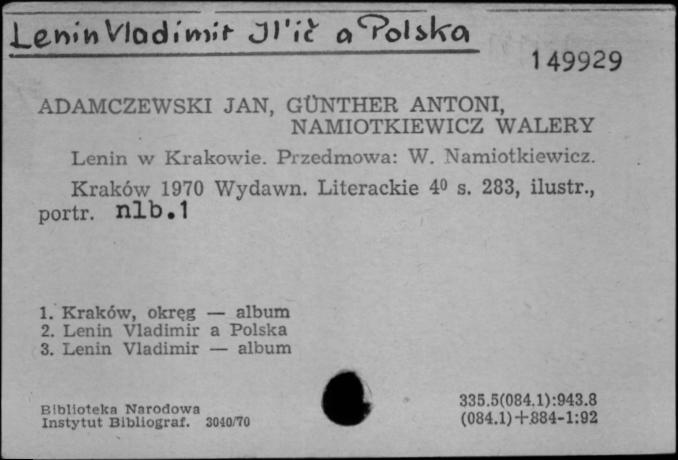 Lenin Vladimir Il'ič a Polska
149929
ADAMCZEWSKI JAN, GÜNTHER ANTONI,
NAMIOTKIEWICZ WALERY
Lenin w Krakowie. Przedmowa: W. Namiotkiewicz.
Kraków 1970 Wydawn. Literackie 4⁰ s. 283, ilustr.,
portr. nlb.1
1. Kraków, okręg — album
2. Lenin Vladimir a Polska
3. Lenin Vladimir — album
335.5(084.1):943.8
Biblioteka Narodowa
(084.1)+884-1:92
Instytut Bibliograf. 3040/70